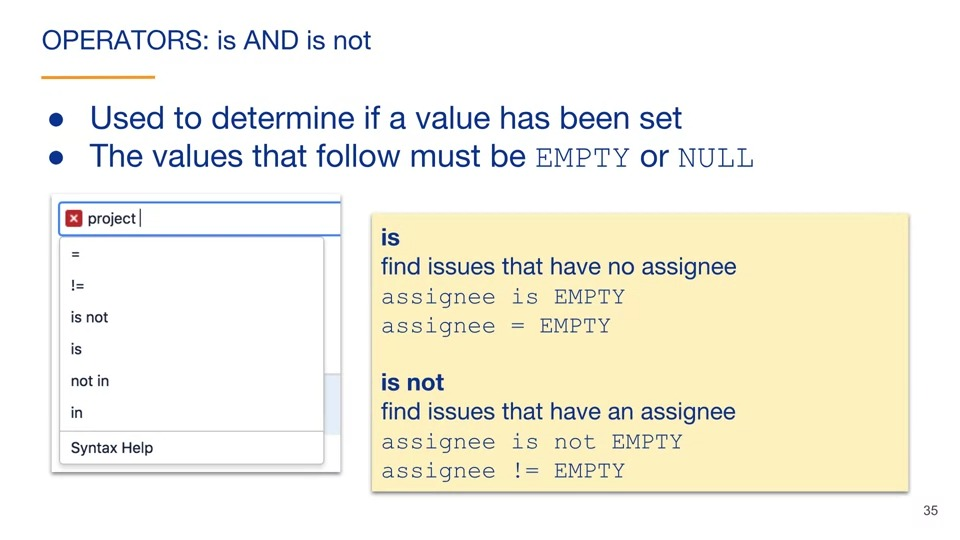 OPERATORS: is AND is not
● Used to determine if a value has been set
● The values that follow must be EMPTY or NULL
project
=
!=
is not
is
not in
in
Syntax Help
is
find issues that have no assignee
assignee is EMPTY
assignee = EMPTY
is not
find issues that have an assignee
assignee is not EMPTY
assignee != EMPTY
35